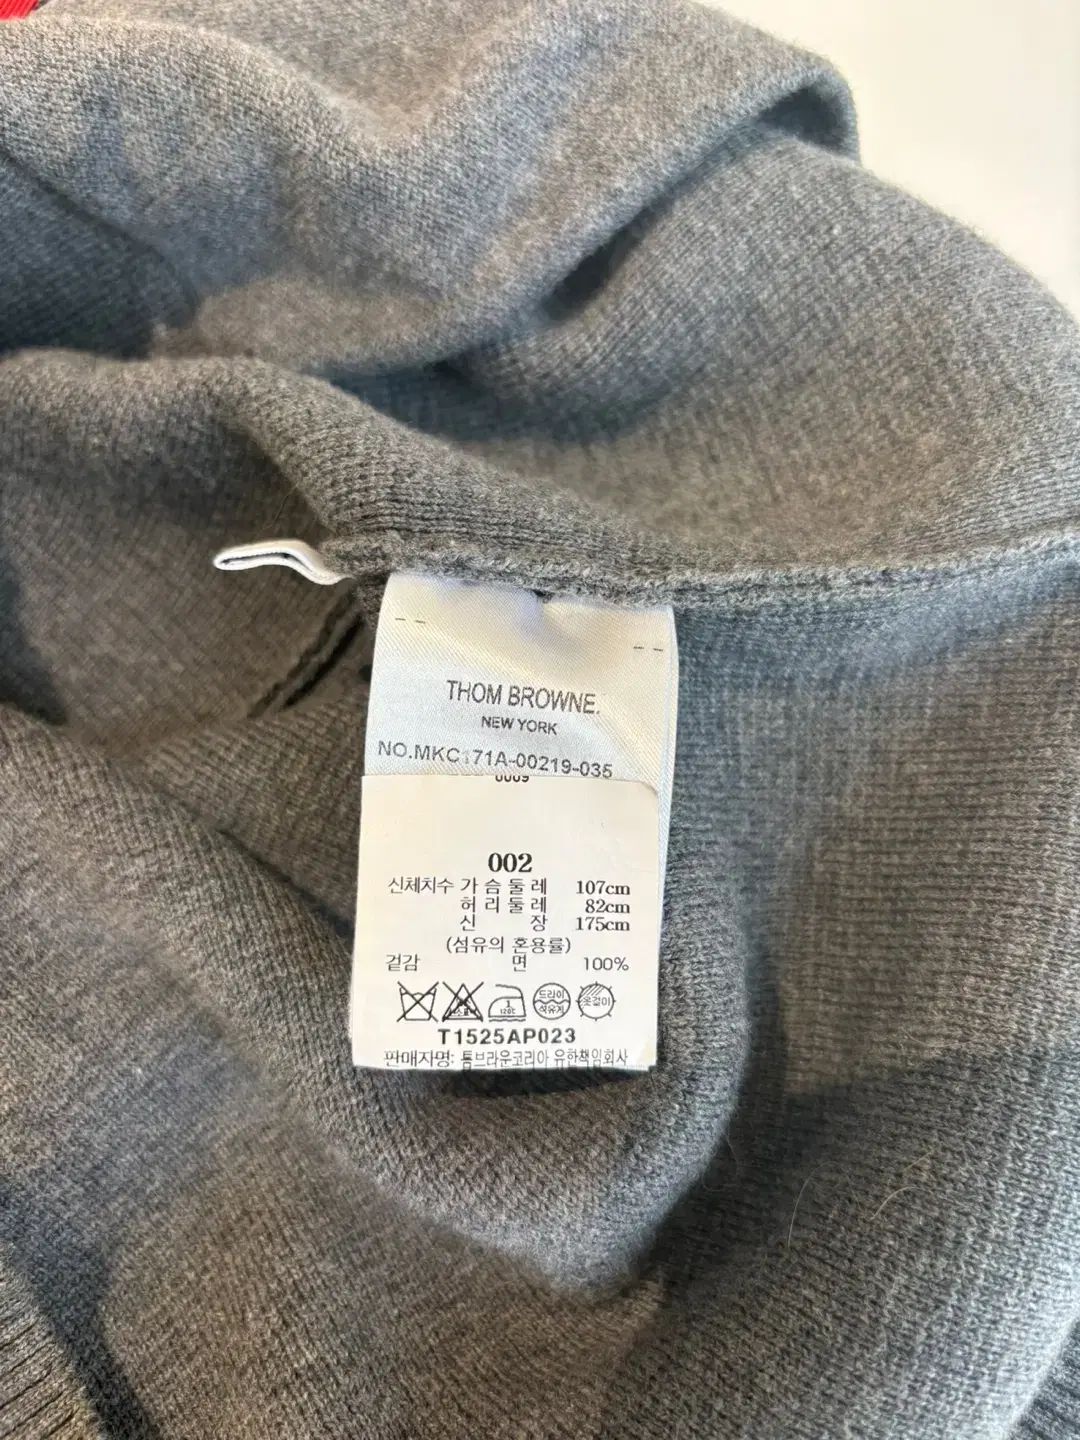 THOM BROWNE.
NEW YORK
NO.MKC171A-00219-035
0009
002
신체치수 가슴둘레 107cm
허리둘레 82cm
신 장 175cm
(섬유의 혼용률)
겉감 면 100%
드라이
석유계
옷걸이
120℃
T1525AP023
판매자명: 톰브라운코리아 유한책임회사